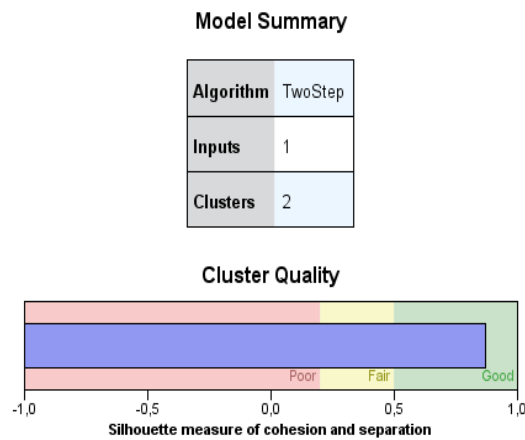 Model Summary
Algorithm TwoStep
Inputs 1
Clusters 2
Cluster Quality
Poor Fair Good
-1,0 -0,5 0,0 0,5 1,0
Silhouette measure of cohesion and separation